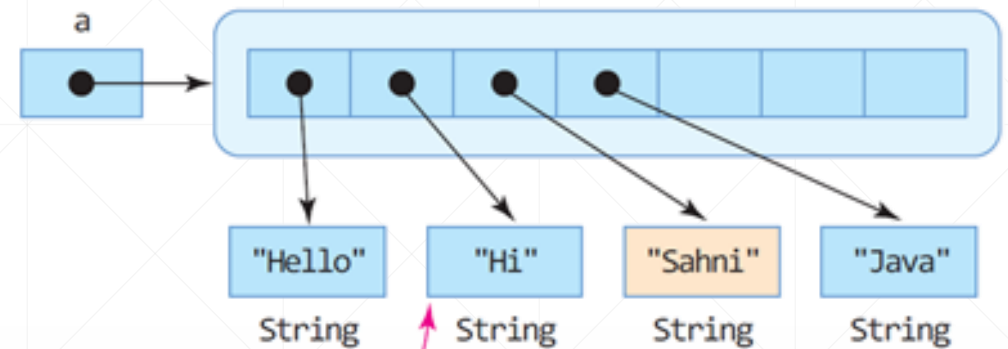 a
"Hello" "Hi" "Sahni" "Java"
String String String String